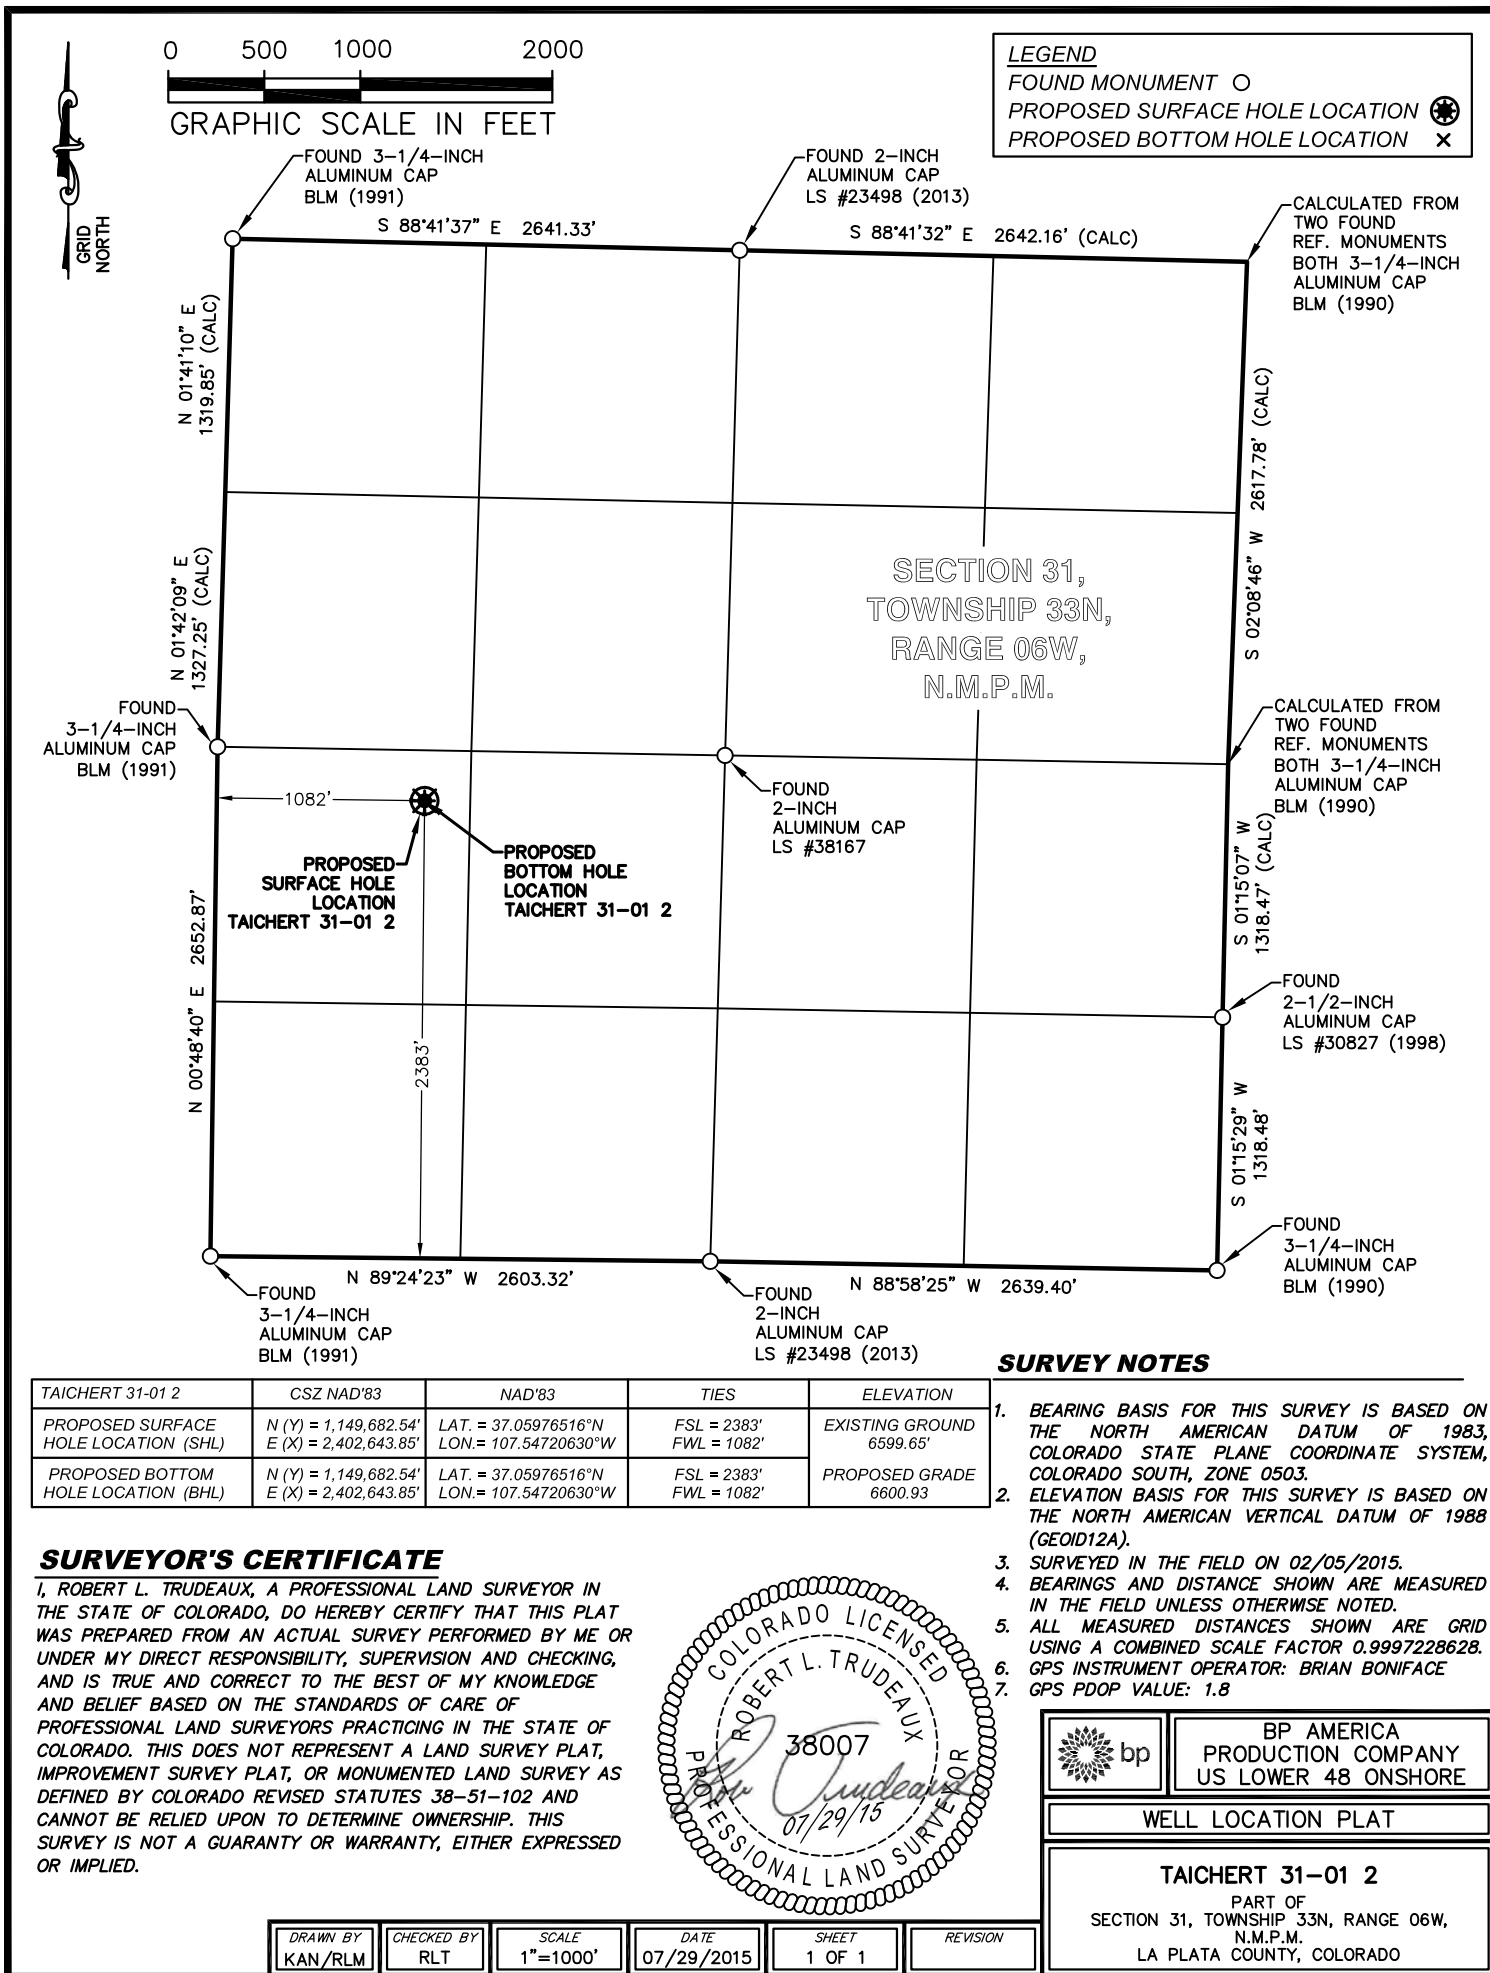 0 500 1000 2000
GRAPHIC SCALE IN FEET
GRID
NORTH
LEGEND
FOUND MONUMENT
PROPOSED SURFACE HOLE LOCATION
PROPOSED BOTTOM HOLE LOCATION
FOUND 3-1/4-INCH
ALUMINUM CAP
BLM (1991)
FOUND 2-INCH
ALUMINUM CAP
LS #23498 (2013)
CALCULATED FROM
TWO FOUND
REF. MONUMENTS
BOTH 3-1/4-INCH
ALUMINUM CAP
BLM (1990)
S 88°41'37" E 2641.33'
S 88°41'32" E 2642.16' (CALC)
N 01°41'10" E
1319.85' (CALC)
S 02°08'46" W 2617.78' (CALC)
N 01°42'09" E
1327.25' (CALC)
SECTION 31,
TOWNSHIP 33N,
RANGE 06W,
N.M.P.M.
FOUND
3-1/4-INCH
ALUMINUM CAP
BLM (1991)
CALCULATED FROM
TWO FOUND
REF. MONUMENTS
BOTH 3-1/4-INCH
ALUMINUM CAP
BLM (1990)
FOUND
2-INCH
ALUMINUM CAP
LS #38167
1082'
PROPOSED
SURFACE HOLE
LOCATION
TAICHERT 31-01 2
PROPOSED
BOTTOM HOLE
LOCATION
TAICHERT 31-01 2
N 00°48'40" E 2652.87'
2383'
S 01°15'07" W
1318.47' (CALC)
FOUND
2-1/2-INCH
ALUMINUM CAP
LS #30827 (1998)
S 01°15'29" W
1318.48'
FOUND
3-1/4-INCH
ALUMINUM CAP
BLM (1990)
N 89°24'23" W 2603.32'
N 88°58'25" W 2639.40'
FOUND
3-1/4-INCH
ALUMINUM CAP
BLM (1991)
FOUND
2-INCH
ALUMINUM CAP
LS #23498 (2013)
TAICHERT 31-01 2 CSZ NAD'83 NAD'83 TIES ELEVATION
PROPOSED SURFACE N (Y) = 1,149,682.54' LAT. = 37.05976516°N FSL = 2383' EXISTING GROUND
HOLE LOCATION (SHL) E (X) = 2,402,643.85' LON.= 107.54720630°W FWL = 1082' 6599.65'
PROPOSED BOTTOM N (Y) = 1,149,682.54' LAT. = 37.05976516°N FSL = 2383' PROPOSED GRADE
HOLE LOCATION (BHL) E (X) = 2,402,643.85' LON.= 107.54720630°W FWL = 1082' 6600.93
SURVEY NOTES
1. BEARING BASIS FOR THIS SURVEY IS BASED ON
THE NORTH AMERICAN DATUM OF 1983,
COLORADO STATE PLANE COORDINATE SYSTEM,
COLORADO SOUTH, ZONE 0503.
2. ELEVATION BASIS FOR THIS SURVEY IS BASED ON
THE NORTH AMERICAN VERTICAL DATUM OF 1988
(GEOID12A).
3. SURVEYED IN THE FIELD ON 02/05/2015.
4. BEARINGS AND DISTANCE SHOWN ARE MEASURED
IN THE FIELD UNLESS OTHERWISE NOTED.
5. ALL MEASURED DISTANCES SHOWN ARE GRID
USING A COMBINED SCALE FACTOR 0.9997228628.
6. GPS INSTRUMENT OPERATOR: BRIAN BONIFACE
7. GPS PDOP VALUE: 1.8
SURVEYOR'S CERTIFICATE
I, ROBERT L. TRUDEAUX, A PROFESSIONAL LAND SURVEYOR IN
THE STATE OF COLORADO, DO HEREBY CERTIFY THAT THIS PLAT
WAS PREPARED FROM AN ACTUAL SURVEY PERFORMED BY ME OR
UNDER MY DIRECT RESPONSIBILITY, SUPERVISION AND CHECKING,
AND IS TRUE AND CORRECT TO THE BEST OF MY KNOWLEDGE
AND BELIEF BASED ON THE STANDARDS OF CARE OF
PROFESSIONAL LAND SURVEYORS PRACTICING IN THE STATE OF
COLORADO. THIS DOES NOT REPRESENT A LAND SURVEY PLAT,
IMPROVEMENT SURVEY PLAT, OR MONUMENTED LAND SURVEY AS
DEFINED BY COLORADO REVISED STATUTES 38-51-102 AND
CANNOT BE RELIED UPON TO DETERMINE OWNERSHIP. THIS
SURVEY IS NOT A GUARANTY OR WARRANTY, EITHER EXPRESSED
OR IMPLIED.
COLORADO LICENSED
ROBERT L. TRUDEAUX
38007
Rob Trudeaux
07/29/15
PROFESSIONAL LAND SURVEYOR
bp
BP AMERICA
PRODUCTION COMPANY
US LOWER 48 ONSHORE
WELL LOCATION PLAT
TAICHERT 31-01 2
PART OF
SECTION 31, TOWNSHIP 33N, RANGE 06W,
N.M.P.M.
LA PLATA COUNTY, COLORADO
DRAWN BY CHECKED BY SCALE DATE SHEET REVISION
KAN/RLM RLT 1"=1000' 07/29/2015 1 OF 1